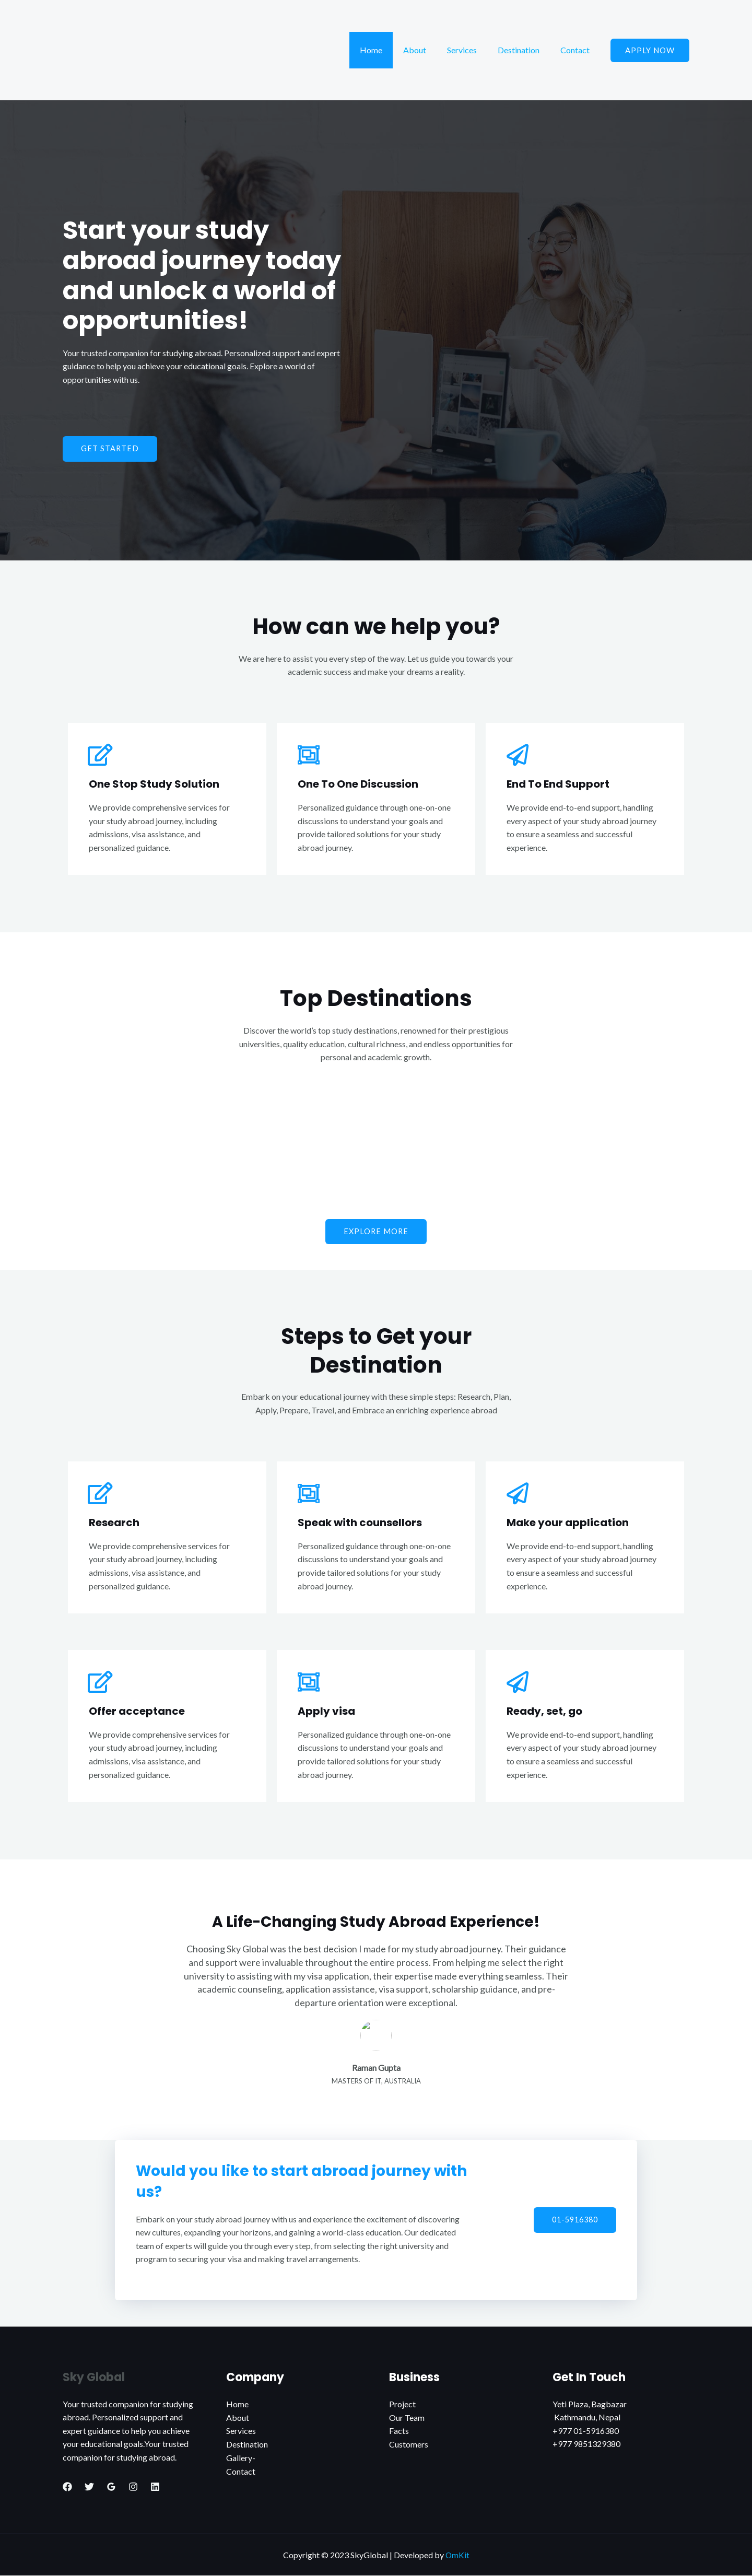 Home About Services Destination Contact APPLY NOW
Start your study
abroad journey today
and unlock a world of
opportunities!
Your trusted companion for studying abroad. Personalized support and expert
guidance to help you achieve your educational goals. Explore a world of
opportunities with us.
GET STARTED
How can we help you?
We are here to assist you every step of the way. Let us guide you towards your
academic success and make your dreams a reality.
One Stop Study Solution
We provide comprehensive services for
your study abroad journey, including
admissions, visa assistance, and
personalized guidance.
One To One Discussion
Personalized guidance through one-on-one
discussions to understand your goals and
provide tailored solutions for your study
abroad journey.
End To End Support
We provide end-to-end support, handling
every aspect of your study abroad journey
to ensure a seamless and successful
experience.
Top Destinations
Discover the world’s top study destinations, renowned for their prestigious
universities, quality education, cultural richness, and endless opportunities for
personal and academic growth.
EXPLORE MORE
Steps to Get your
Destination
Embark on your educational journey with these simple steps: Research, Plan,
Apply, Prepare, Travel, and Embrace an enriching experience abroad
Research
We provide comprehensive services for
your study abroad journey, including
admissions, visa assistance, and
personalized guidance.
Speak with counsellors
Personalized guidance through one-on-one
discussions to understand your goals and
provide tailored solutions for your study
abroad journey.
Make your application
We provide end-to-end support, handling
every aspect of your study abroad journey
to ensure a seamless and successful
experience.
Offer acceptance
We provide comprehensive services for
your study abroad journey, including
admissions, visa assistance, and
personalized guidance.
Apply visa
Personalized guidance through one-on-one
discussions to understand your goals and
provide tailored solutions for your study
abroad journey.
Ready, set, go
We provide end-to-end support, handling
every aspect of your study abroad journey
to ensure a seamless and successful
experience.
A Life-Changing Study Abroad Experience!
Choosing Sky Global was the best decision I made for my study abroad journey. Their guidance
and support were invaluable throughout the entire process. From helping me select the right
university to assisting with my visa application, their expertise made everything seamless. Their
academic counseling, application assistance, visa support, scholarship guidance, and pre-
departure orientation were exceptional.
Raman Gupta
MASTERS OF IT, AUSTRALIA
Would you like to start abroad journey with
us?
Embark on your study abroad journey with us and experience the excitement of discovering
new cultures, expanding your horizons, and gaining a world-class education. Our dedicated
team of experts will guide you through every step, from selecting the right university and
program to securing your visa and making travel arrangements.
01-5916380
Sky Global
Your trusted companion for studying
abroad. Personalized support and
expert guidance to help you achieve
your educational goals.Your trusted
companion for studying abroad.
Company
Home
About
Services
Destination
Gallery-
Contact
Business
Project
Our Team
Facts
Customers
Get In Touch
Yeti Plaza, Bagbazar
Kathmandu, Nepal
+977 01-5916380
+977 9851329380
Copyright © 2023 SkyGlobal | Developed by OmKit